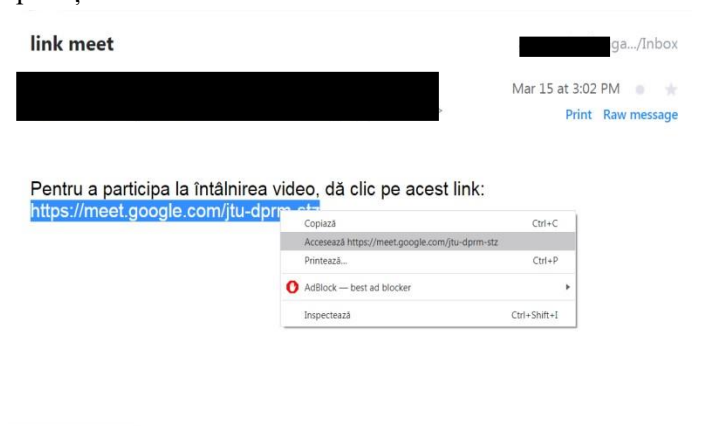 link meet
ga.../Inbox
Mar 15 at 3:02 PM
Print Raw message
Pentru a participa la întâlnirea video, dă clic pe acest link:
https://meet.google.com/jtu-dprm-stz
Copiază Ctrl+C
Accesează https://meet.google.com/jtu-dprm-stz
Printează... Ctrl+P
AdBlock — best ad blocker
Inspectează Ctrl+Shift+I